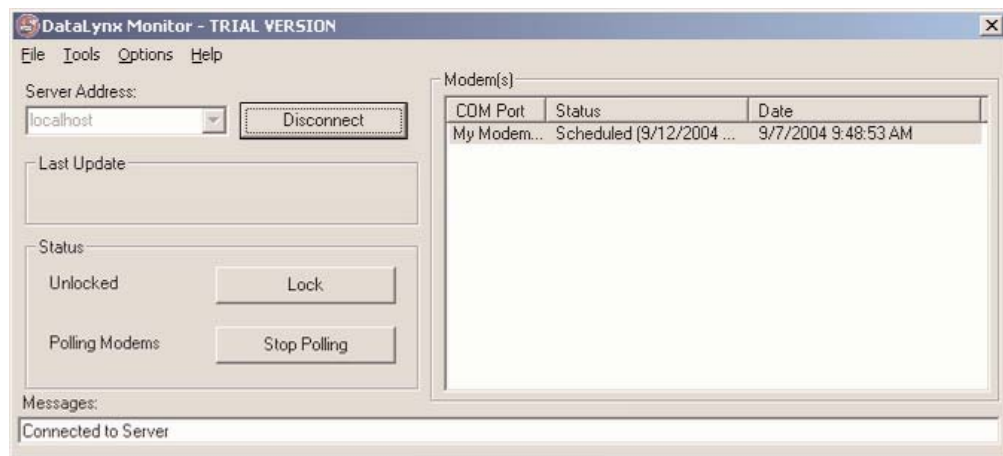 DataLynx Monitor - TRIAL VERSION
File Tools Options Help
Server Address:
localhost
Disconnect
Last Update
Status
Unlocked
Lock
Polling Modems
Stop Polling
Modem(s)
COM Port Status Date
My Modem... Scheduled (9/12/2004 ... 9/7/2004 9:48:53 AM
Messages:
Connected to Server